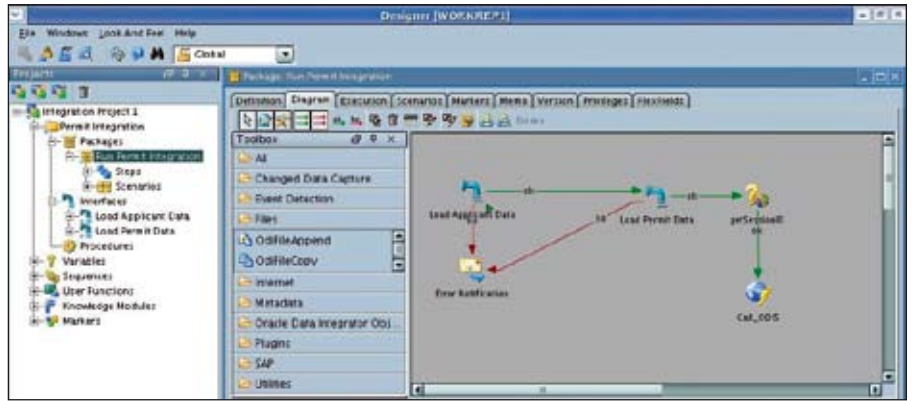 Designer [WORKREP1]
File Windows Look And Feel Help
Global
Projects
Integration Project 1
Permit Integration
Packages
Run Permit Integration
Steps
Scenarios
Interfaces
Load Applicant Data
Load Permit Data
Procedures
Variables
Sequences
User Functions
Knowledge Modules
Markers
Package: Run Permit Integration
Definition Diagram Execution Scenarios Markers Memo Version Privileges FlexFields
Toolbox
All
Changed Data Capture
Event Detection
Files
OdiFileAppend
OdiFileCopy
Internet
Metadata
Oracle Data Integrator Obj...
Plugins
SAP
Utilities
ok
ok
Load Applicant Data
ko
Load Permit Data
ok
Error Notification